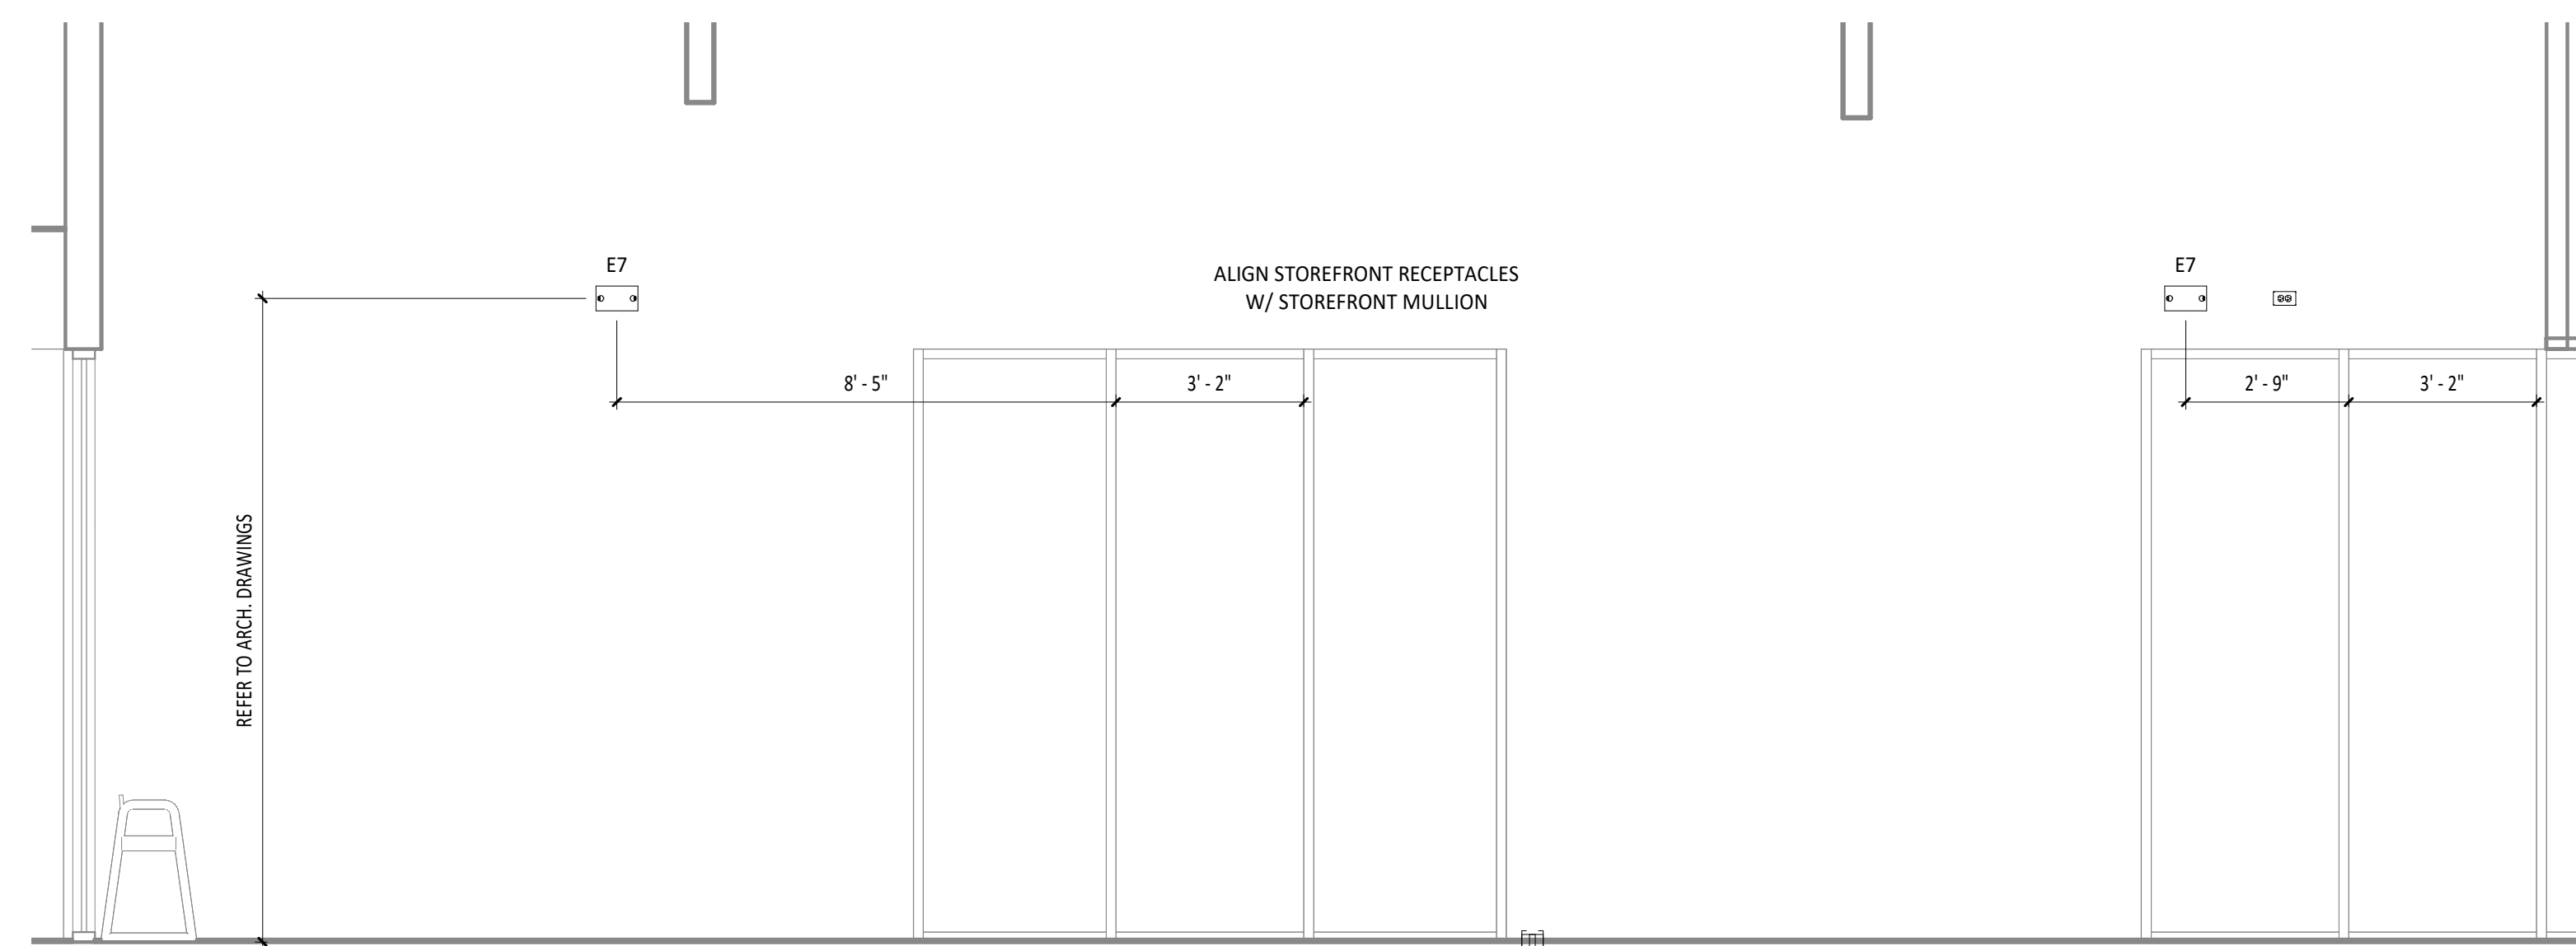 E7
E7
ALIGN STOREFRONT RECEPTACLES
W/ STOREFRONT MULLION
8' - 5"
3' - 2"
2' - 9"
3' - 2"
REFER TO ARCH. DRAWINGS